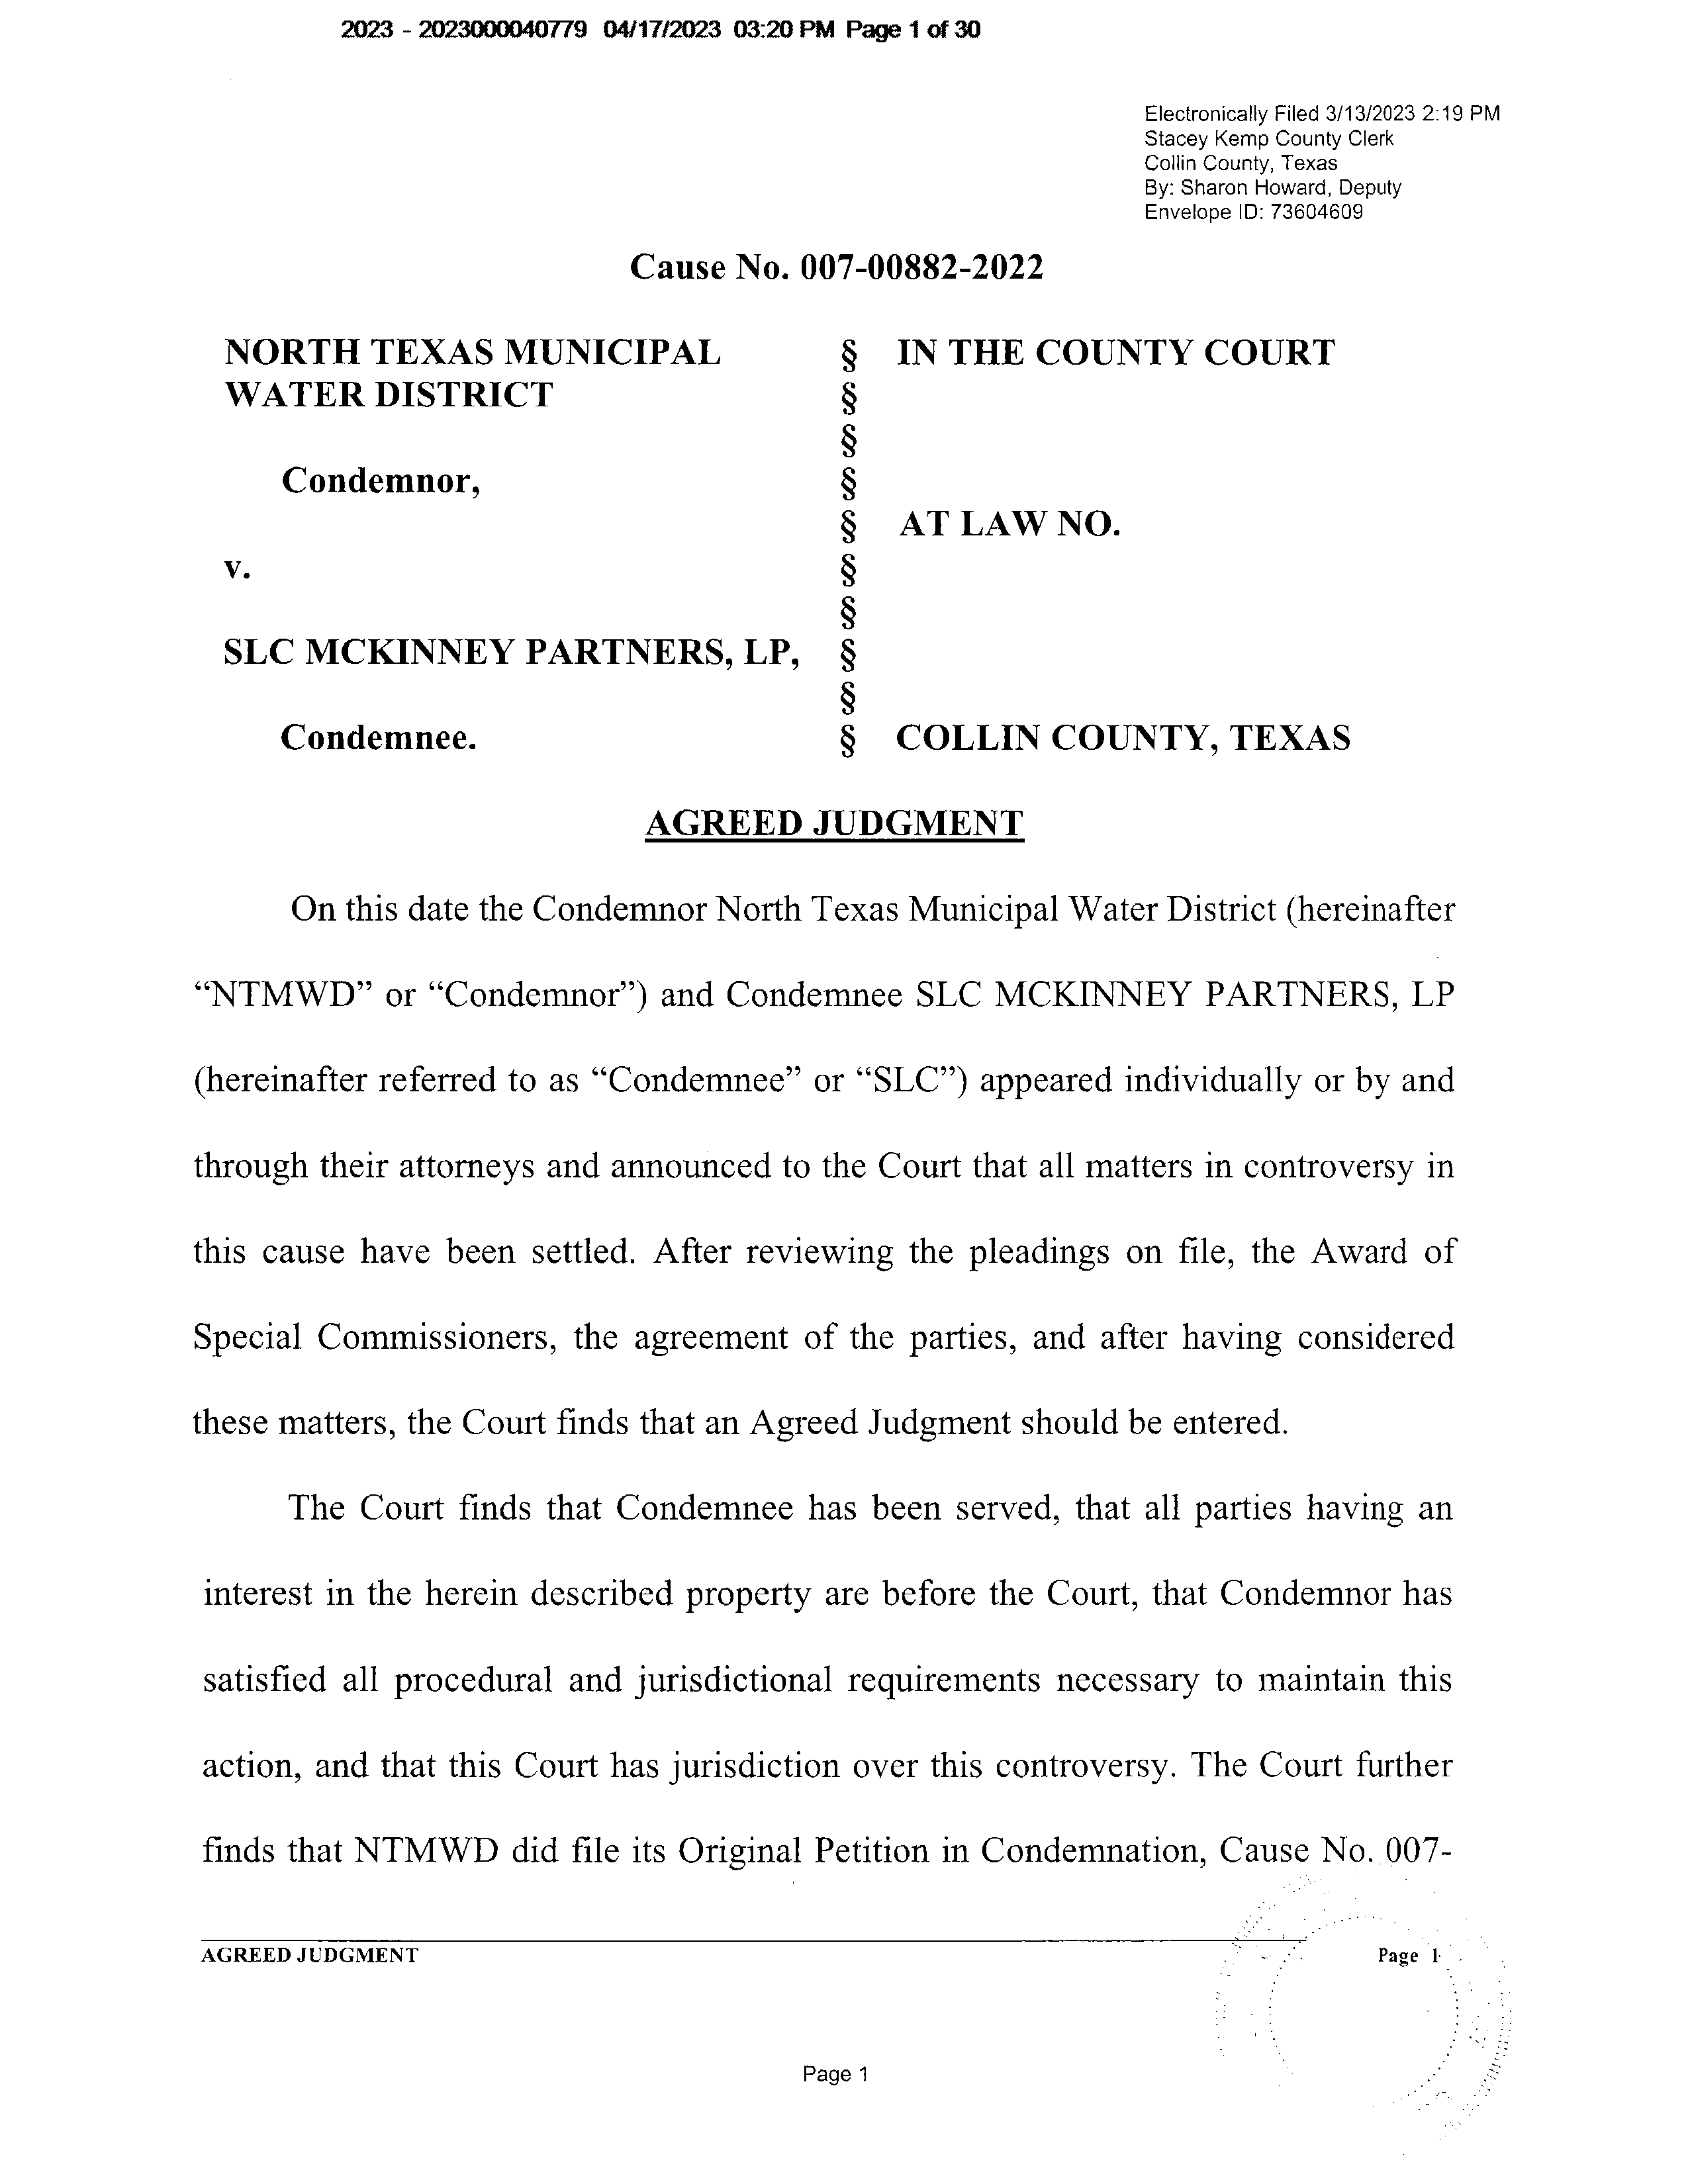 2023 - 2023000040779 04/17/2023 03:20 PM Page 1 of 30
Electronically Filed 3/13/2023 2:19 PM
Stacey Kemp County Clerk
Collin County, Texas
By: Sharon Howard, Deputy
Envelope ID: 73604609
Cause No. 007-00882-2022
NORTH TEXAS MUNICIPAL § IN THE COUNTY COURT
WATER DISTRICT §
§
Condemnor, §
§ AT LAW NO.
v. §
§
SLC MCKINNEY PARTNERS, LP, §
§
Condemnee. § COLLIN COUNTY, TEXAS
AGREED JUDGMENT
On this date the Condemnor North Texas Municipal Water District (hereinafter
“NTMWD” or “Condemnor”) and Condemnee SLC MCKINNEY PARTNERS, LP
(hereinafter referred to as “Condemnee” or “SLC”) appeared individually or by and
through their attorneys and announced to the Court that all matters in controversy in
this cause have been settled. After reviewing the pleadings on file, the Award of
Special Commissioners, the agreement of the parties, and after having considered
these matters, the Court finds that an Agreed Judgment should be entered.
The Court finds that Condemnee has been served, that all parties having an
interest in the herein described property are before the Court, that Condemnor has
satisfied all procedural and jurisdictional requirements necessary to maintain this
action, and that this Court has jurisdiction over this controversy. The Court further
finds that NTMWD did file its Original Petition in Condemnation, Cause No. 007-
AGREED JUDGMENT Page 1
Page 1